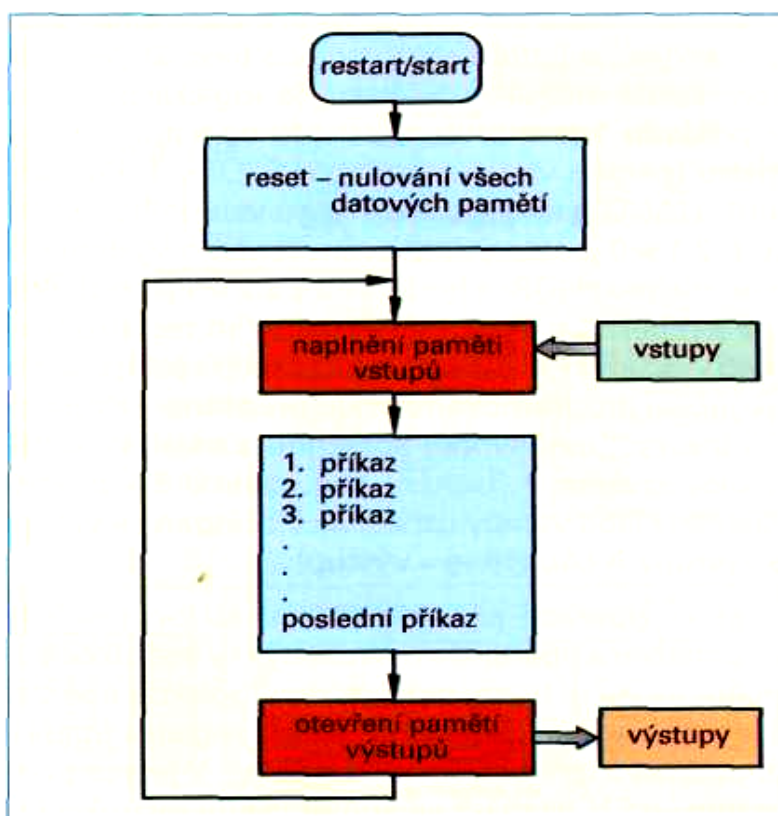 restart/start
reset – nulování všech
datových pamětí
naplnění pamětí
vstupů
vstupy
1. příkaz
2. příkaz
3. příkaz
.
.
.
poslední příkaz
otevření pamětí
výstupů
výstupy